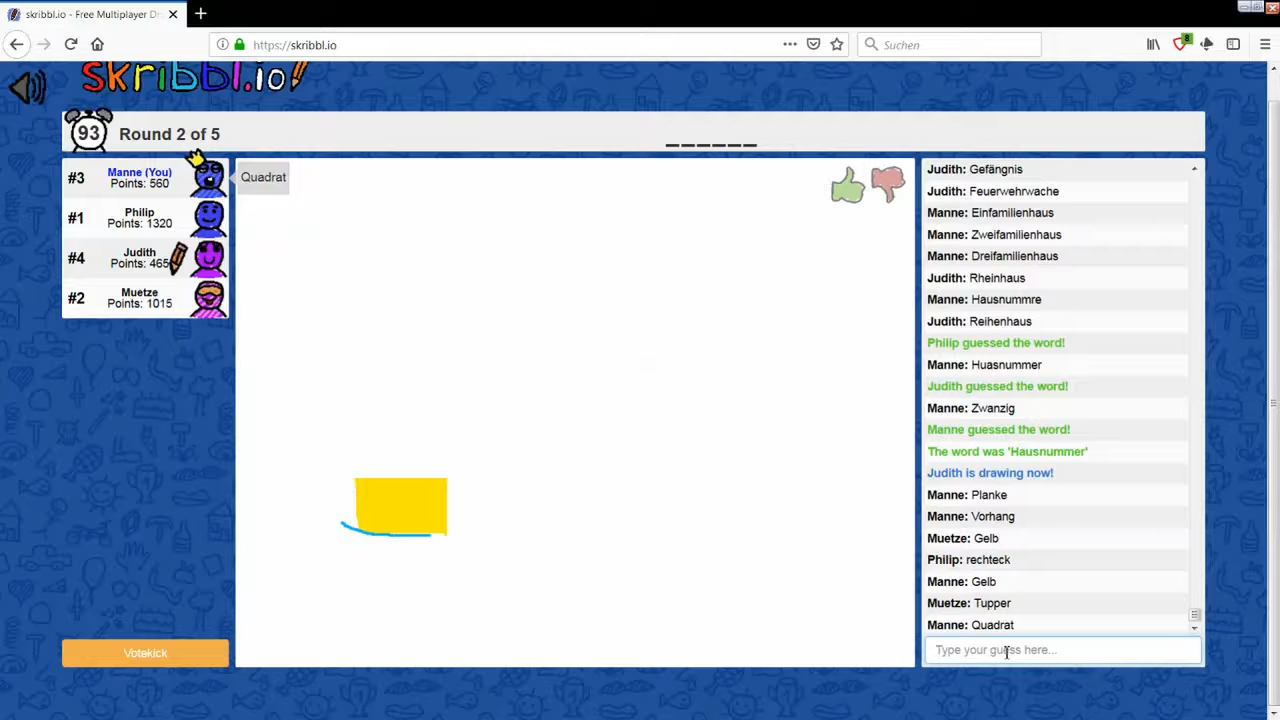 skribbl.io - Free Multiplayer Dr
https://skribbl.io
Suchen
8
skribbl.io!
93
Round 2 of 5
______
#3
Manne (You)
Points: 560
#1
Philip
Points: 1320
#4
Judith
Points: 465
#2
Muetze
Points: 1015
Votekick
Quadrat
Judith: Gefängnis
Judith: Feuerwehrwache
Manne: Einfamilienhaus
Manne: Zweifamilienhaus
Manne: Dreifamilienhaus
Judith: Rheinhaus
Manne: Hausnummre
Judith: Reihenhaus
Philip guessed the word!
Manne: Huasnummer
Judith guessed the word!
Manne: Zwanzig
Manne guessed the word!
The word was 'Hausnummer'
Judith is drawing now!
Manne: Planke
Manne: Vorhang
Muetze: Gelb
Philip: rechteck
Manne: Gelb
Muetze: Tupper
Manne: Quadrat
Type your guess here...